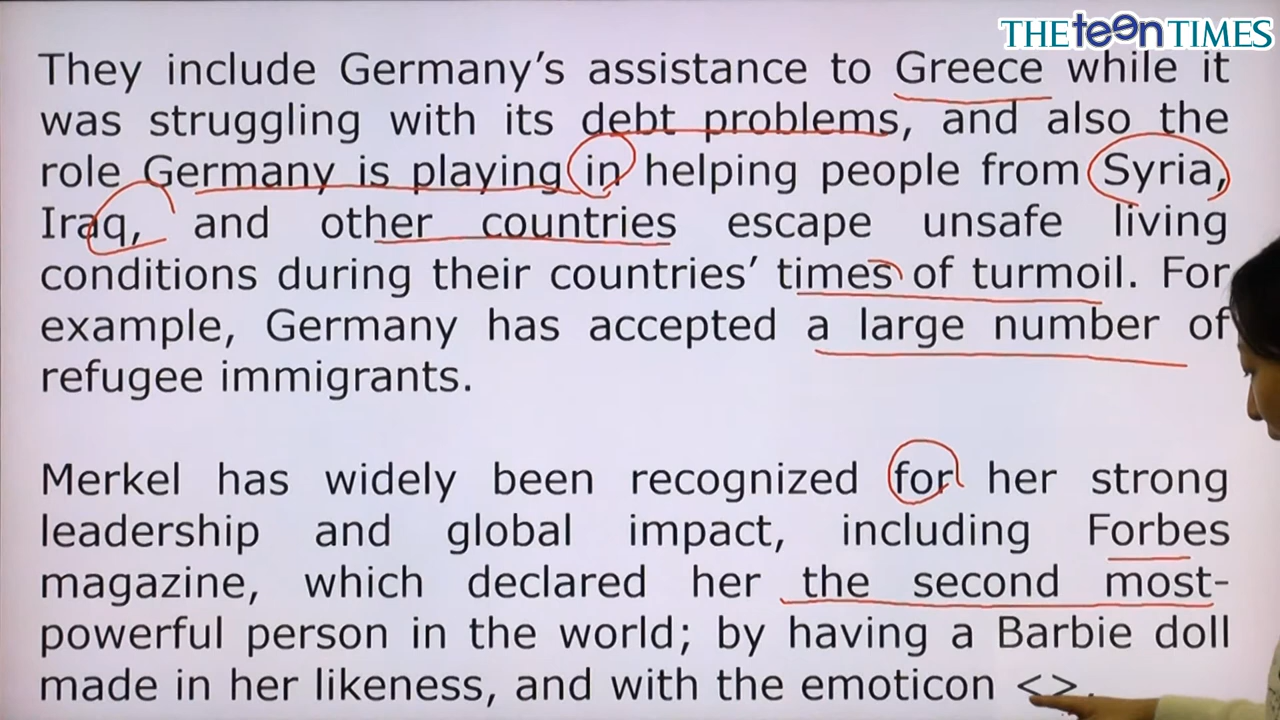 THE teen TIMES
They include Germany's assistance to Greece while it
was struggling with its debt problems, and also the
role Germany is playing in helping people from Syria,
Iraq, and other countries escape unsafe living
conditions during their countries' times of turmoil. For
example, Germany has accepted a large number of
refugee immigrants.
Merkel has widely been recognized for her strong
leadership and global impact, including Forbes
magazine, which declared her the second most-
powerful person in the world; by having a Barbie doll
made in her likeness, and with the emoticon <>.